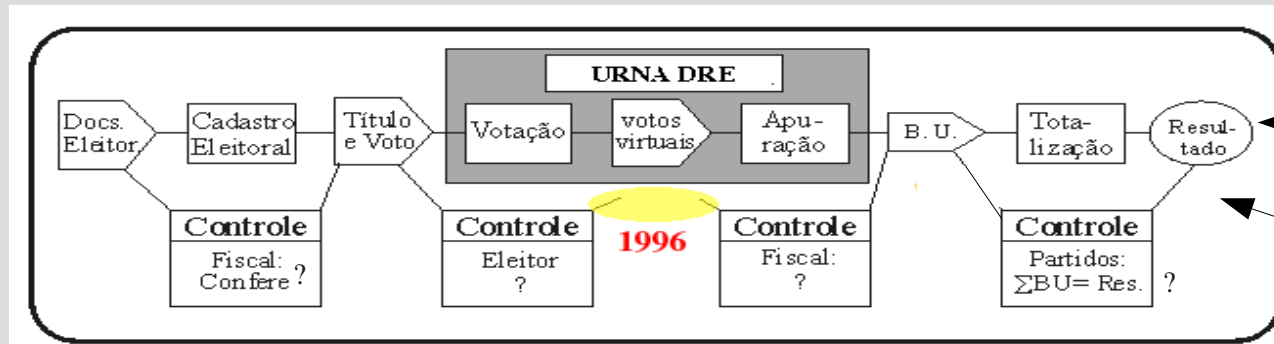 URNA DRE
Docs.
Eleitor
Cadastro
Eleitoral
Título
e Voto
Votação
votos
virtuais
Apu-
ração
B. U.
Tota-
lização
Resul-
tado
Controle
Fiscal:
Confere ?
Controle
Eleitor
?
1996
Controle
Fiscal:
?
Controle
Partidos:
∑BU= Res. ?